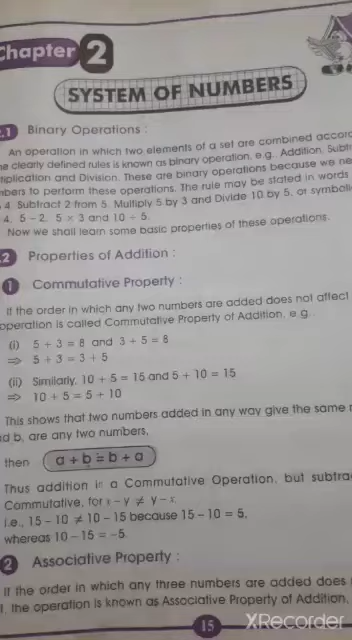 Chapter 2
SYSTEM OF NUMBERS
.1 Binary Operations :
An operation in which two elements of a set are combined accord
he clearly defined rules is known as binary operation, e.g. Addition, Subtr
tiplication and Division. These are binary operations because we ne
nbers to perform these operations. The rule may be stated in words
4. Subtract 2 from 5. Multiply 5 by 3 and Divide 10 by 5, or symboli
4, 5 – 2, 5 × 3 and 10 ÷ 5.
Now we shall learn some basic properties of these operations.
2 Properties of Addition :
1 Commutative Property :
If the order in which any two numbers are added does not affect
operation is called Commutative Property of Addition, e.g.
(i) 5 + 3 = 8 and 3 + 5 = 8
⇒ 5 + 3 = 3 + 5
(ii) Similarly, 10 + 5 = 15 and 5 + 10 = 15
⇒ 10 + 5 = 5 + 10
This shows that two numbers added in any way give the same
nd b, are any two numbers,
then a + b = b + a
Thus addition is a Commutative Operation, but subtra
Commutative, for x – y ≠ y – x.
i.e., 15 – 10 ≠ 10 – 15 because 15 – 10 = 5,
whereas 10 – 15 = –5.
2 Associative Property :
If the order in which any three numbers are added does
t, the operation is known as Associative Property of Addition.
15
XRecorder